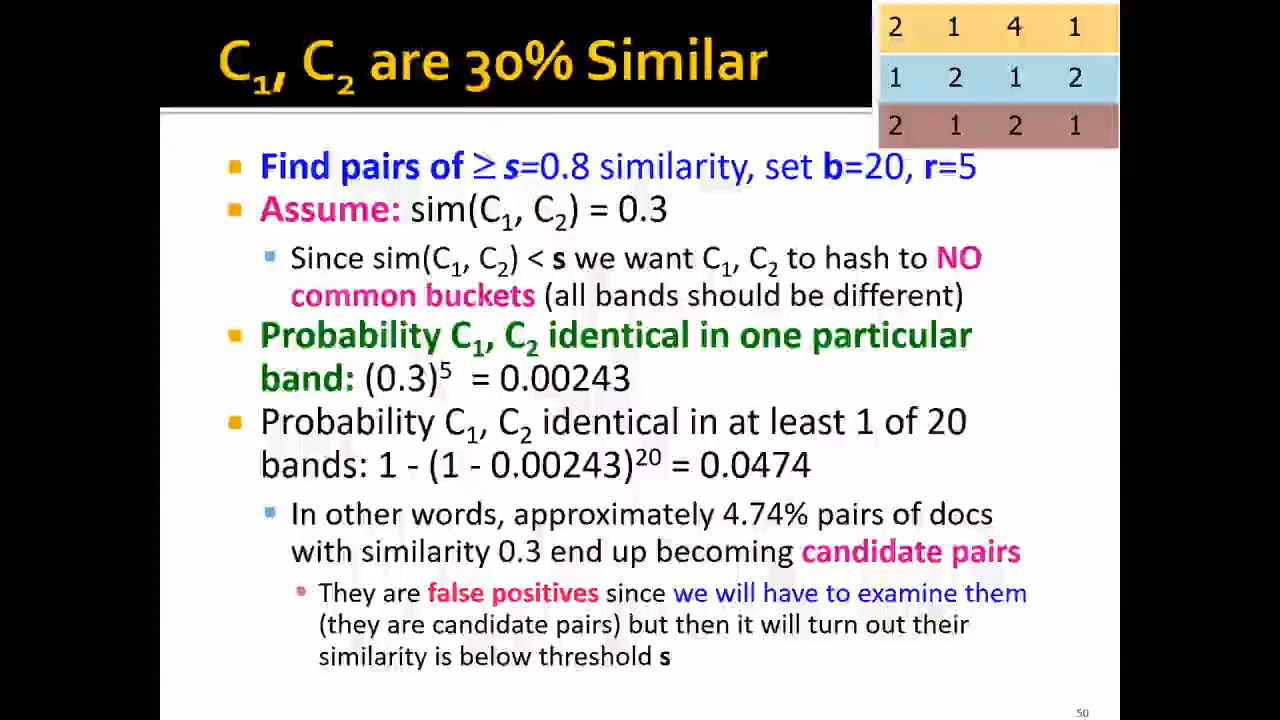 C1, C2 are 30% Similar
2 1 4 1
1 2 1 2
2 1 2 1
Find pairs of ≥ s=0.8 similarity, set b=20, r=5
Assume: sim(C1, C2) = 0.3
Since sim(C1, C2) < s we want C1, C2 to hash to NO
common buckets (all bands should be different)
Probability C1, C2 identical in one particular
band: (0.3)5 = 0.00243
Probability C1, C2 identical in at least 1 of 20
bands: 1 - (1 - 0.00243)20 = 0.0474
In other words, approximately 4.74% pairs of docs
with similarity 0.3 end up becoming candidate pairs
They are false positives since we will have to examine them
(they are candidate pairs) but then it will turn out their
similarity is below threshold s
50